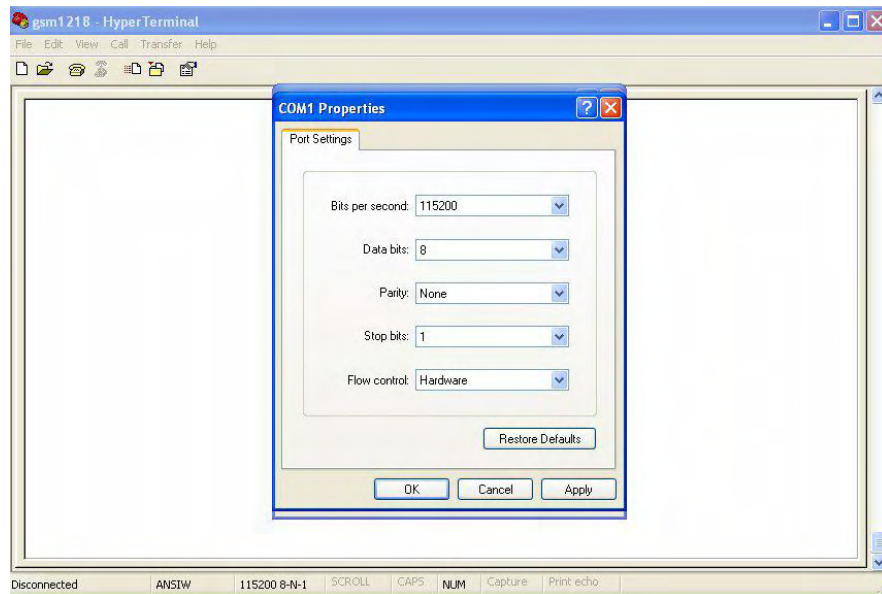 gsm1218 - HyperTerminal
File Edit View Call Transfer Help
COM1 Properties
Port Settings
Bits per second: 115200
Data bits: 8
Parity: None
Stop bits: 1
Flow control: Hardware
Restore Defaults
OK Cancel Apply
Disconnected ANSIW 115200 8-N-1 SCROLL CAPS NUM Capture Print echo